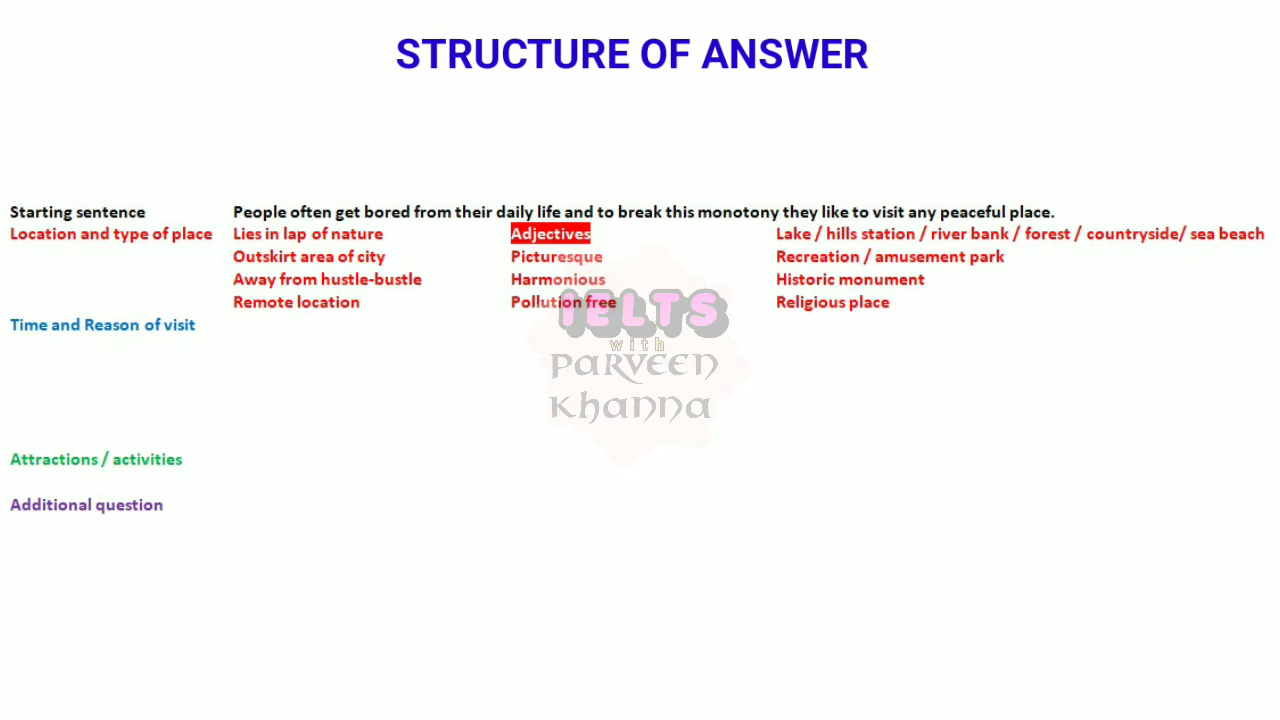 STRUCTURE OF ANSWER
Starting sentence People often get bored from their daily life and to break this monotony they like to visit any peaceful place.
Location and type of place Lies in lap of nature Adjectives Lake / hills station / river bank / forest / countryside/ sea beach
Outskirt area of city Picturesque Recreation / amusement park
Away from hustle-bustle Harmonious Historic monument
Remote location Pollution free Religious place
IELTS
Time and Reason of visit
with
PARVEEN
KHANNA
Attractions / activities
Additional question